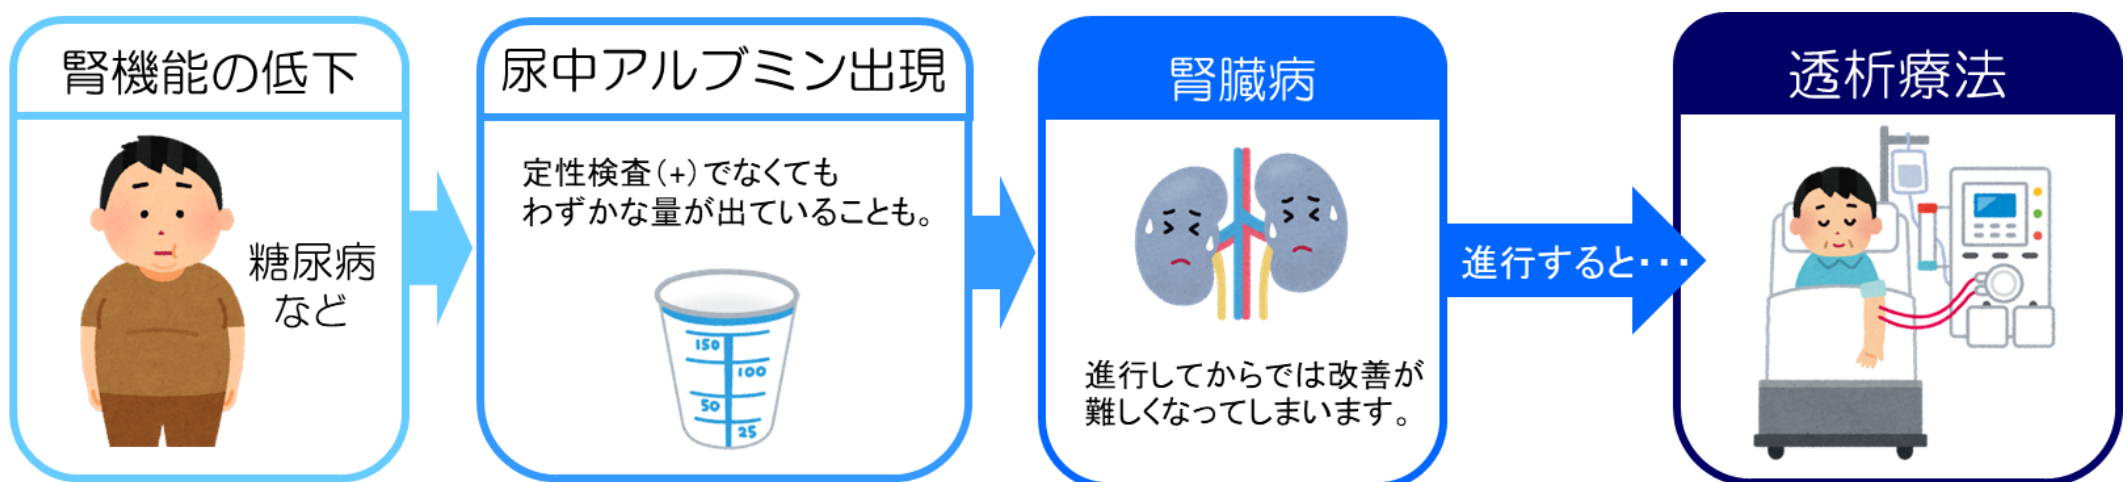 腎機能の低下
糖尿病
など
尿中アルブミン出現
定性検査(+)でなくても
わずかな量が出ていることも。
150
100
50
25
腎臓病
進行してからでは改善が
難しくなってしまいます。
進行すると･･･
透析療法